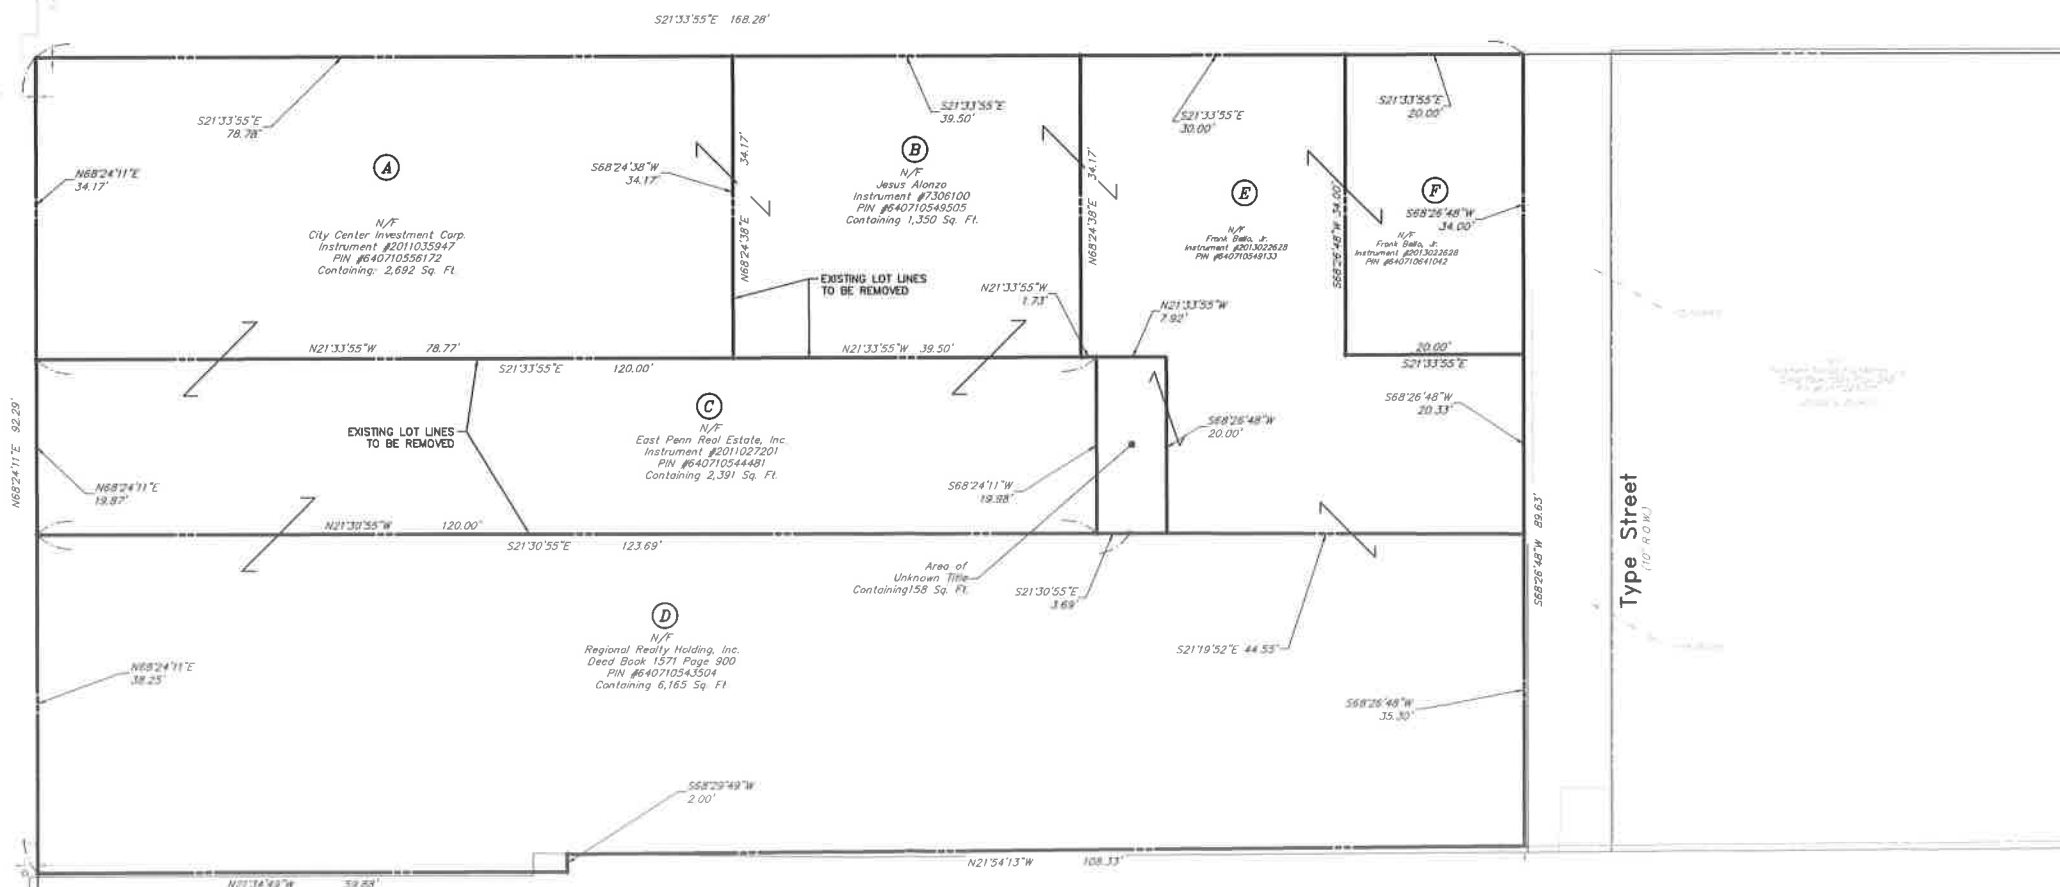 S21°33'55"E 168.28'
S21°33'55"E
78.78'
N68°24'11"E
34.17'
A
N/F
City Center Investment Corp.
Instrument #2011035947
PIN #640710556172
Containing: 2,692 Sq. Ft.
S68°24'38"W
34.17'
N68°24'38"E 34.17'
S21°33'55"E
39.50'
B
N/F
Jesus Alonzo
Instrument #7306100
PIN #640710549505
Containing 1,350 Sq. Ft.
EXISTING LOT LINES
TO BE REMOVED
N68°24'38"E 34.17'
S21°33'55"E
30.00'
E
N/F
Frank Bello, Jr.
Instrument #2013022628
PIN #640710549133
S68°26'48"W 34.00'
S21°33'55"E
20.00'
F
S68°26'48"W
34.00'
N/F
Frank Bello, Jr.
Instrument #2013022628
PIN #640710641042
N21°33'55"W
1.73'
N21°33'55"W
7.92'
N21°33'55"W 78.77'
N21°33'55"W 39.50'
20.00'
S21°33'55"E
S21°33'55"E 120.00'
C
N/F
East Penn Real Estate, Inc.
Instrument #2011027201
PIN #640710544481
Containing 2,391 Sq. Ft.
EXISTING LOT LINES
TO BE REMOVED
S68°26'48"W
20.00'
S68°26'48"W
20.33'
N68°24'11"E 92.29'
N68°24'11"E
19.87'
S68°24'11"W
19.98'
N21°30'55"W 120.00'
S21°30'55"E 123.69'
Area of
Unknown Title
Containing158 Sq. Ft.
S21°30'55"E
3.69'
S68°26'48"W 89.63'
Type Street
(10' R.O.W.)
D
N/F
Regional Realty Holding, Inc.
Deed Book 1571 Page 900
PIN #640710543504
Containing 6,165 Sq. Ft.
N68°24'11"E
38.25'
S21°19'52"E 44.55'
S68°26'48"W
35.30'
S68°29'49"W
2.00'
N21°54'13"W 108.33'
N21°34'49"W 59.88'